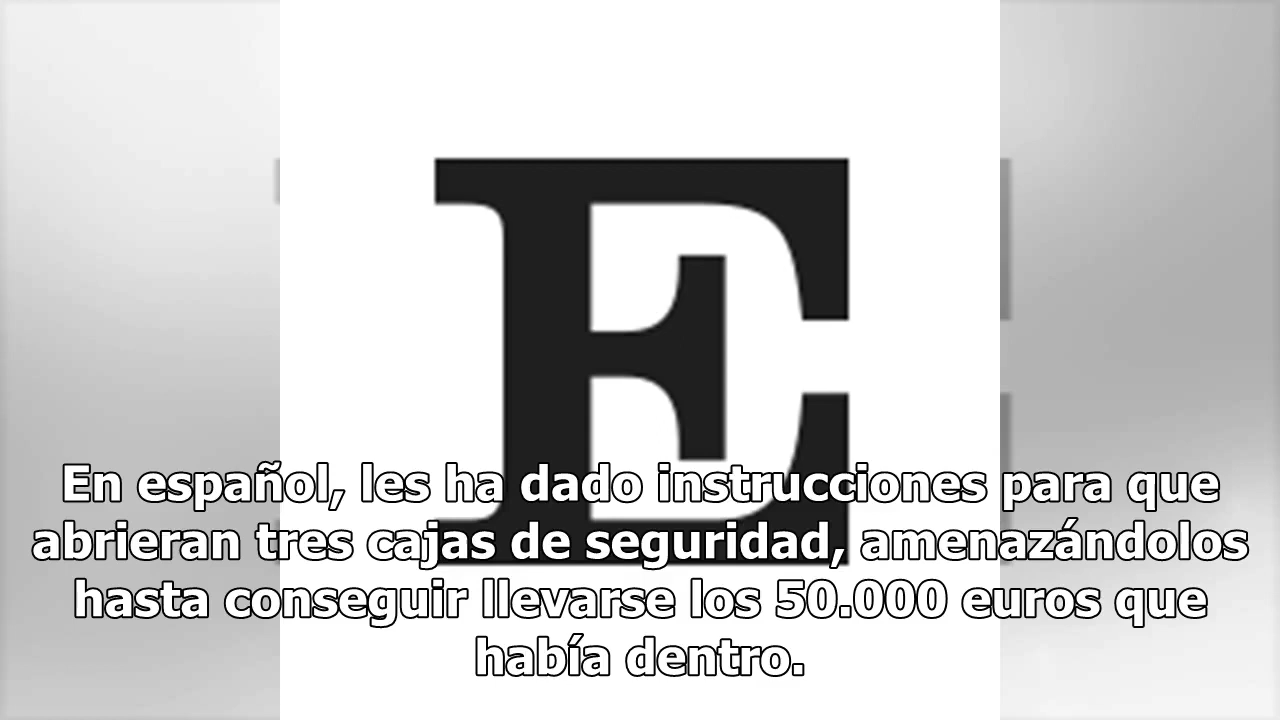 E
En español, les ha dado instrucciones para que
abrieran tres cajas de seguridad, amenazándolos
hasta conseguir llevarse los 50.000 euros que
había dentro.